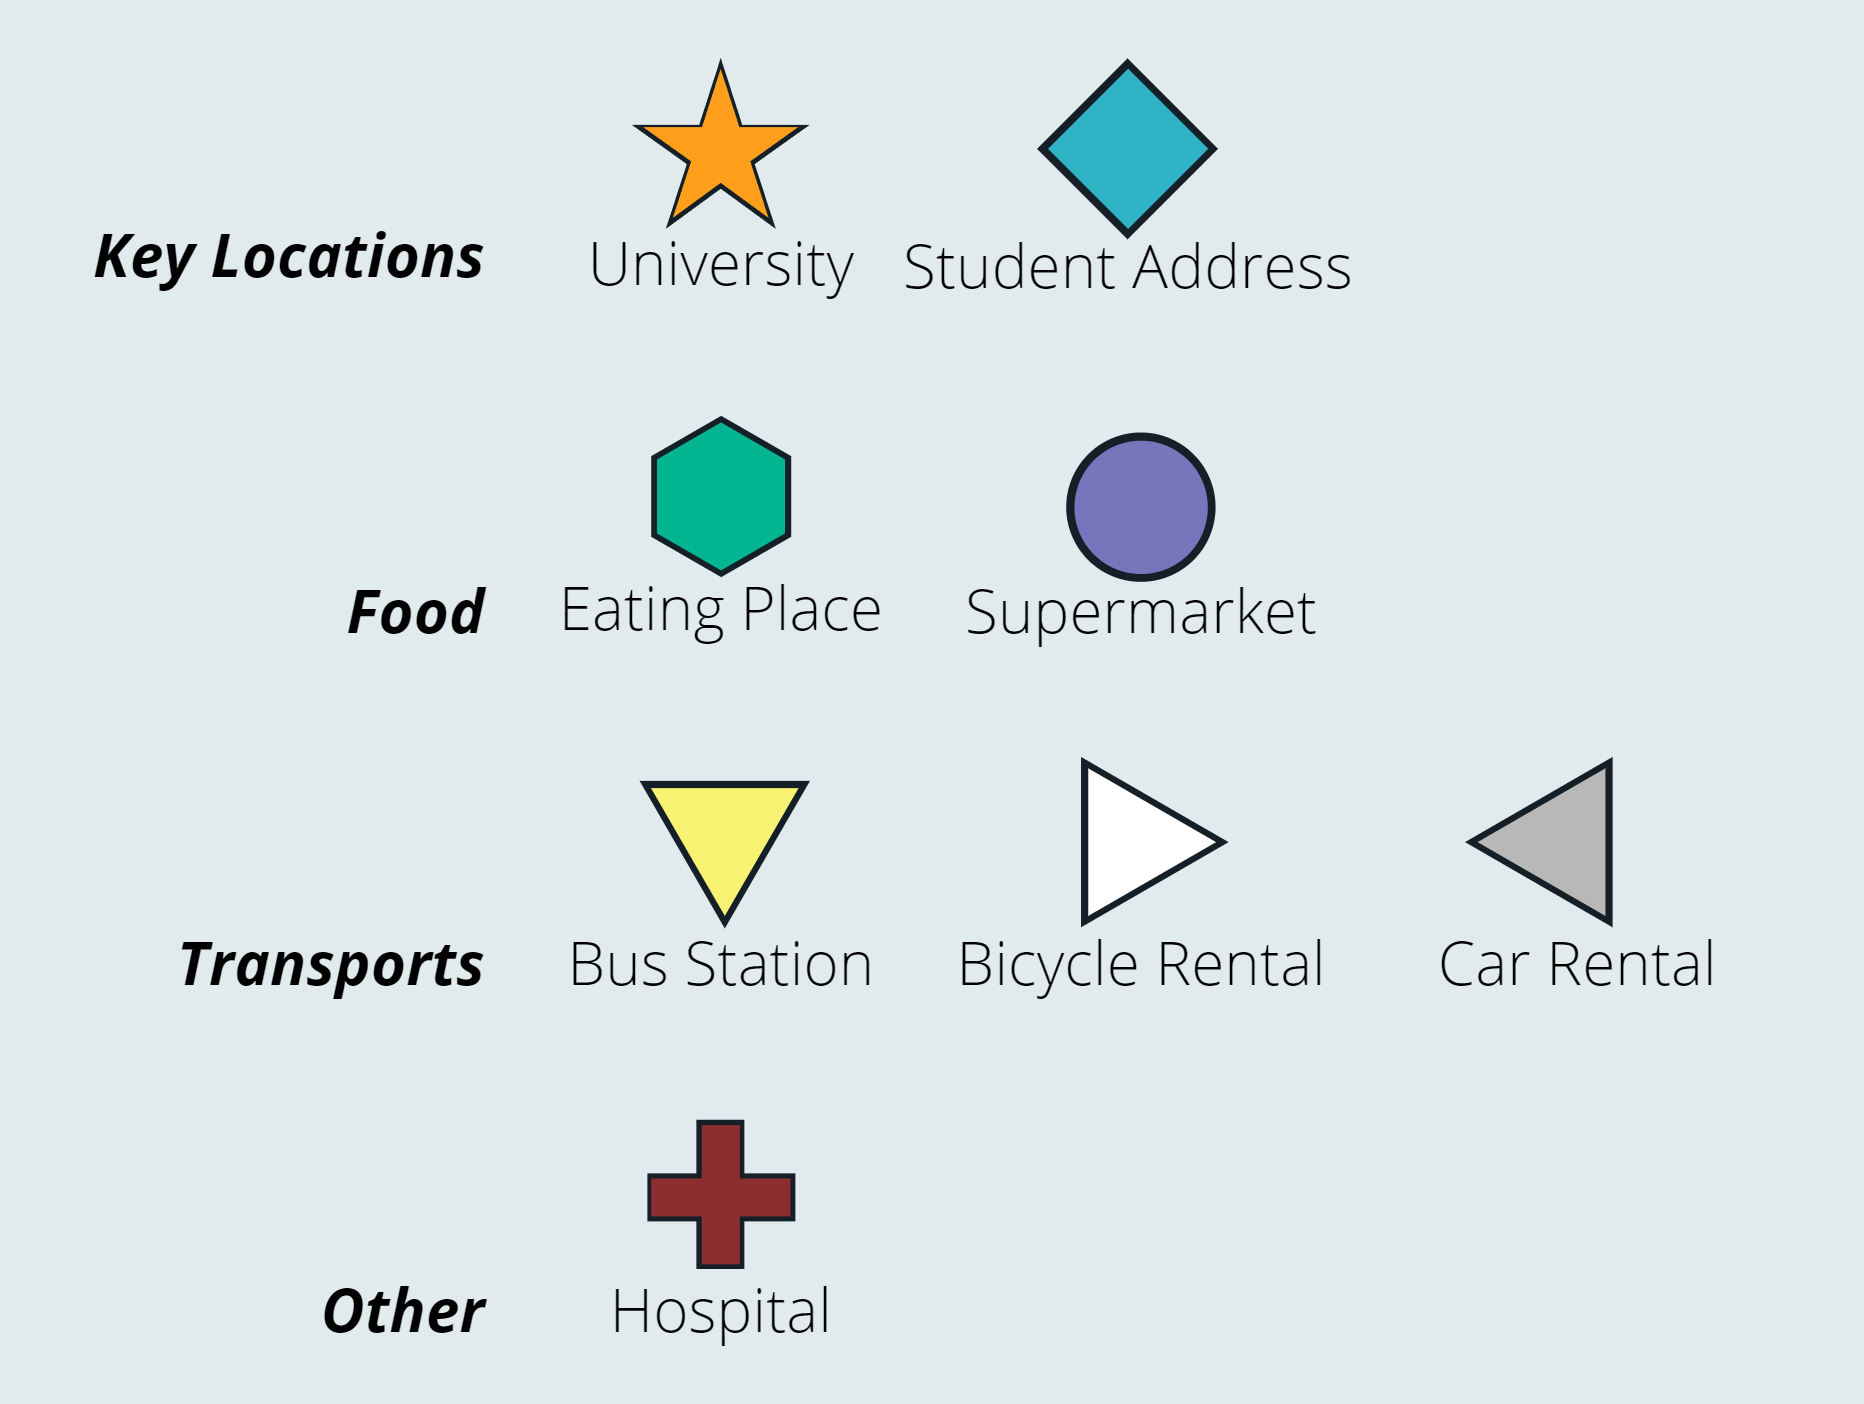 Key Locations University Student Address
Food Eating Place Supermarket
Transports Bus Station Bicycle Rental Car Rental
Other Hospital